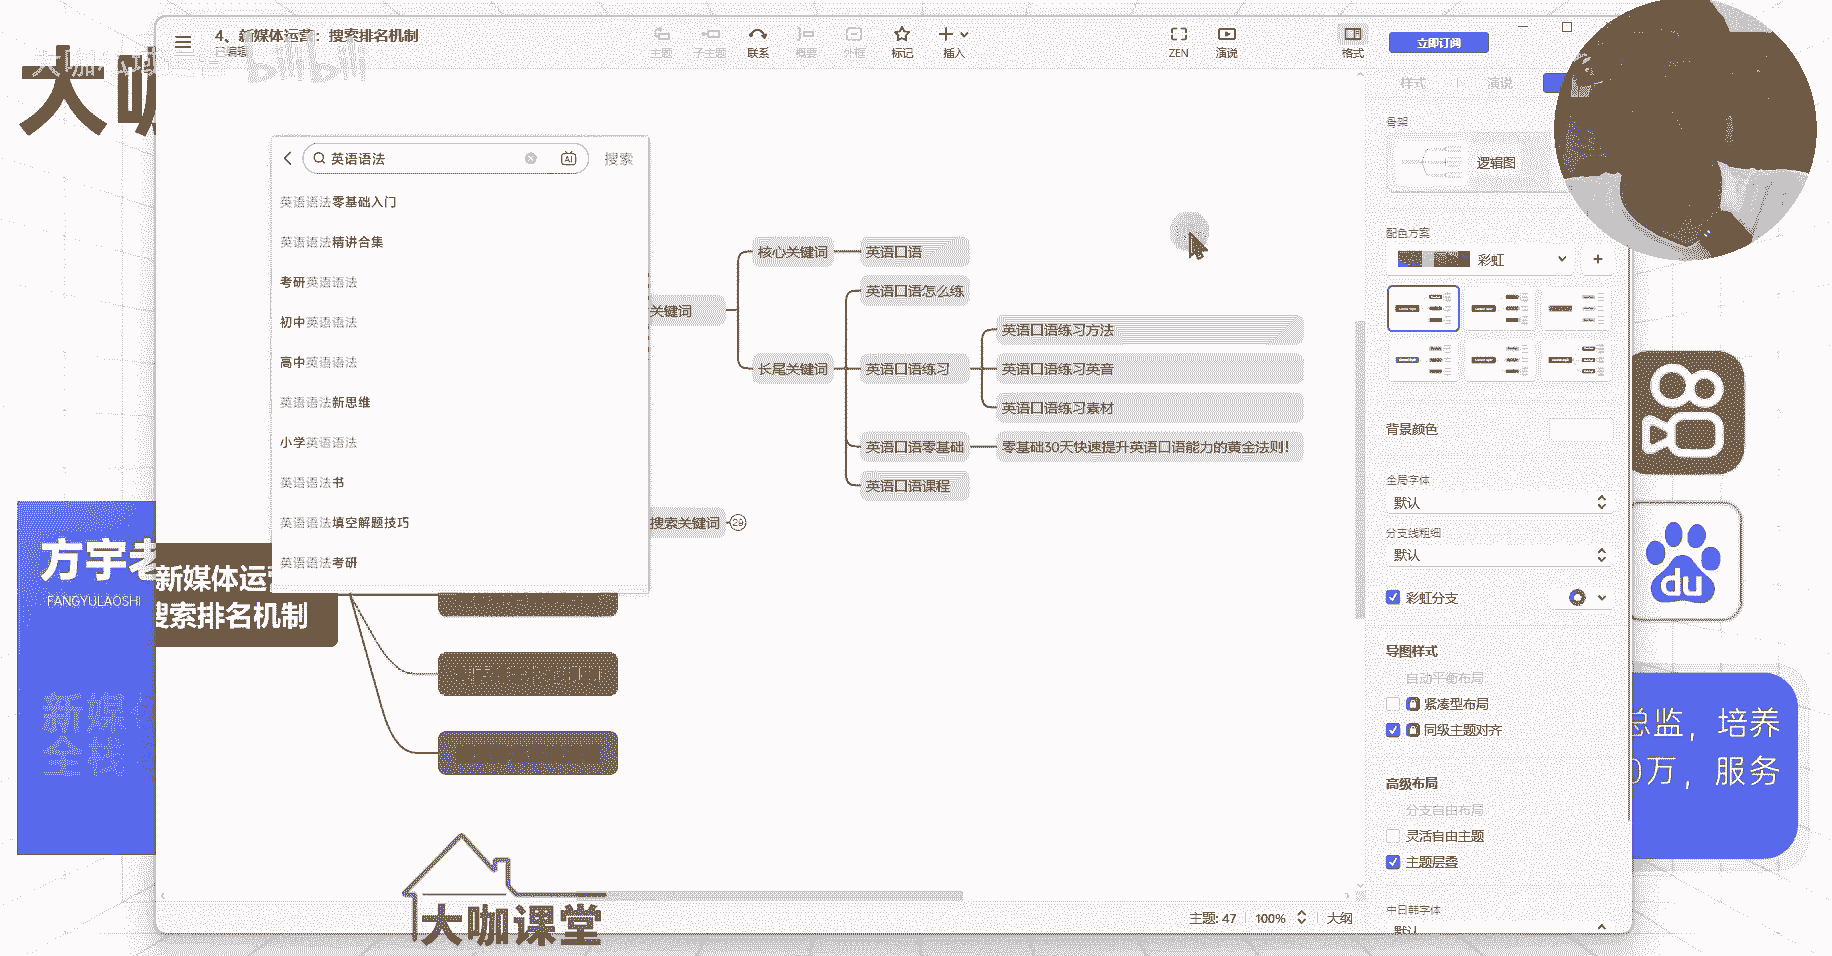 4、新媒体运营：搜索排名机制
已编辑
主题
子主题
联系
概要
外框
标记
插入
ZEN
演说
格式
立即订阅
bilibili
大咖
样式
演说
骨架
逻辑图
配色方案
彩虹
背景颜色
全局字体
默认
分支线粗细
默认
彩虹分支
导图样式
自动平衡布局
紧凑型布局
同级主题对齐
高级布局
分支自由布局
灵活自由主题
主题层叠
中日韩字体
默认
英语语法
AI
搜索
英语语法零基础入门
英语语法精讲合集
考研英语语法
初中英语语法
高中英语语法
英语语法新思维
小学英语语法
英语语法书
英语语法填空解题技巧
英语语法考研
关键词
核心关键词
英语口语
长尾关键词
英语口语怎么练
英语口语练习
英语口语练习方法
英语口语练习英音
英语口语练习素材
英语口语零基础
零基础30天快速提升英语口语能力的黄金法则!
英语口语课程
搜索关键词
29
新媒体运
搜索排名机制
方宇老
FANGYULAOSHI
新媒体
全栈
du
总监，培养
0万，服务
大咖课堂
主题: 47
100%
大纲